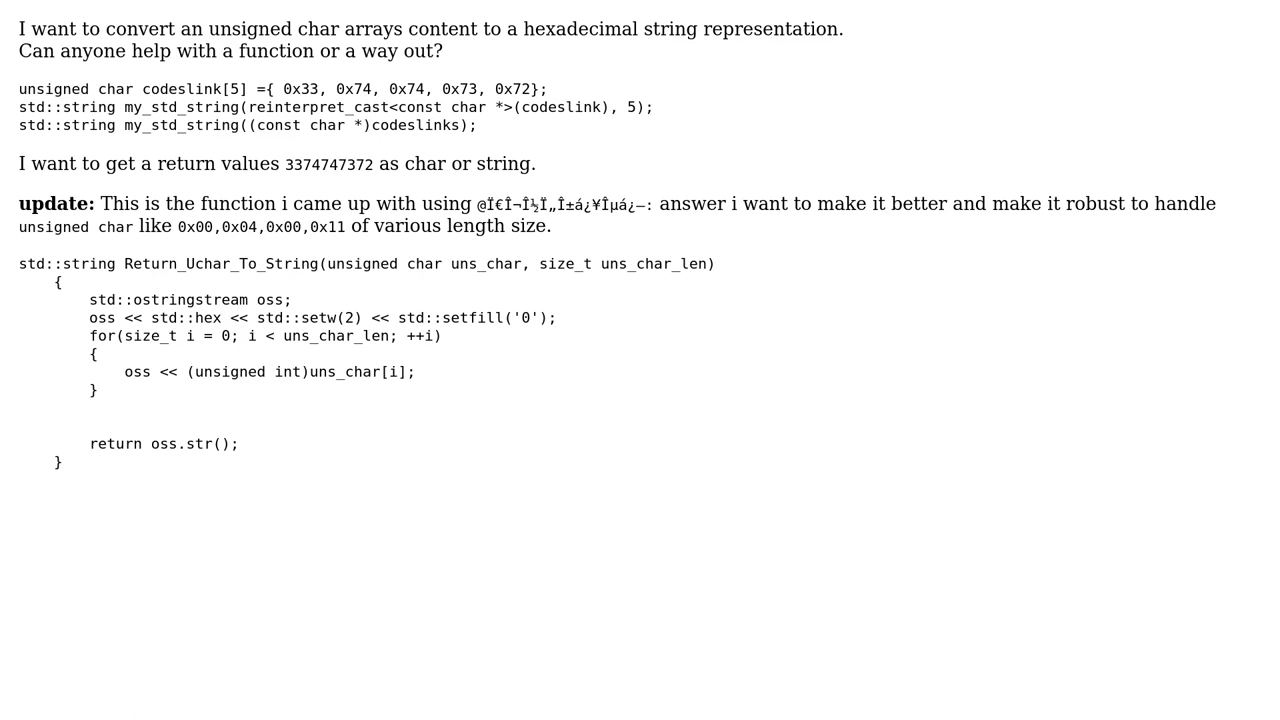 I want to convert an unsigned char arrays content to a hexadecimal string representation.
Can anyone help with a function or a way out?
unsigned char codeslink[5] ={ 0x33, 0x74, 0x74, 0x73, 0x72};
std::string my_std_string(reinterpret_cast<const char *>(codeslink), 5);
std::string my_std_string((const char *)codeslinks);
I want to get a return values 3374747372 as char or string.
update: This is the function i came up with using @Ï€Î¬Î½Ï„Î±á¿¥Îµá¿–: answer i want to make it better and make it robust to handle
unsigned char like 0x00,0x04,0x00,0x11 of various length size.
std::string Return_Uchar_To_String(unsigned char uns_char, size_t uns_char_len)
    {
        std::ostringstream oss;
        oss << std::hex << std::setw(2) << std::setfill('0');
        for(size_t i = 0; i < uns_char_len; ++i)
        {
            oss << (unsigned int)uns_char[i];
        }
        return oss.str();
    }